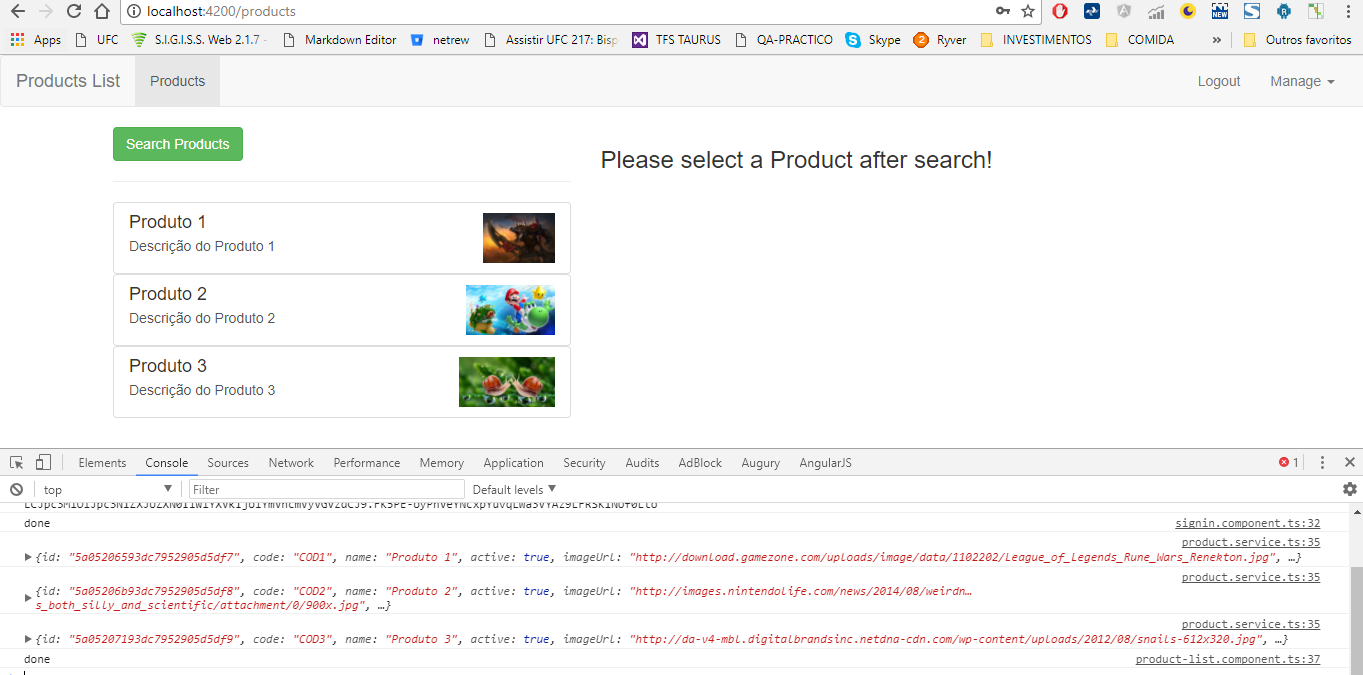 localhost:4200/products
Apps UFC S.I.G.I.S.S. Web 2.1.7 - Markdown Editor netrew Assistir UFC 217: Bisp TFS TAURUS QA-PRACTICO Skype Ryver INVESTIMENTOS COMIDA » Outros favoritos
Products List Products Logout Manage
Search Products
Please select a Product after search!
Produto 1
Descrição do Produto 1
Produto 2
Descrição do Produto 2
Produto 3
Descrição do Produto 3
Elements Console Sources Network Performance Memory Application Security Audits AdBlock Augury AngularJS 1
top Filter Default levels
done signin.component.ts:32
product.service.ts:35
{id: "5a05206593dc7952905d5df7", code: "COD1", name: "Produto 1", active: true, imageUrl: "http://download.gamezone.com/uploads/image/data/1102202/League_of_Legends_Rune_Wars_Renekton.jpg", …}
product.service.ts:35
{id: "5a05206b93dc7952905d5df8", code: "COD2", name: "Produto 2", active: true, imageUrl: "http://images.nintendolife.com/news/2014/08/weirdn…
s_both_silly_and_scientific/attachment/0/900x.jpg", …}
product.service.ts:35
{id: "5a05207193dc7952905d5df9", code: "COD3", name: "Produto 3", active: true, imageUrl: "http://da-v4-mbl.digitalbrandsinc.netdna-cdn.com/wp-content/uploads/2012/08/snails-612x320.jpg", …}
done product-list.component.ts:37